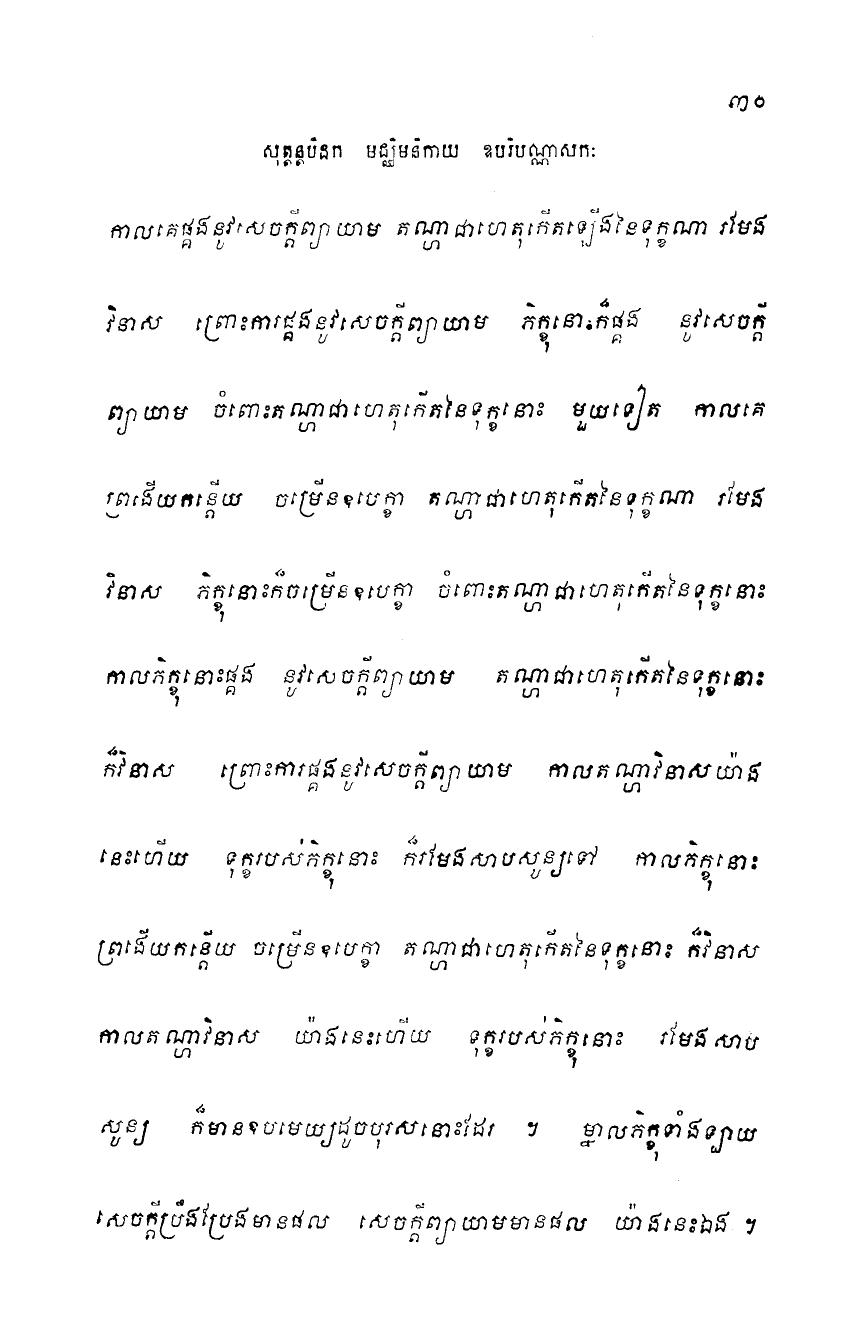 ៣០
សុត្តន្តបិដក មជ្ឈិមនិកាយ ឧបរិបណ្ណាសកៈ
កាលគេផ្គងនូវសេចក្តីព្យាយាម តណ្ហាជាហេតុកើតឡើងនៃទុក្ខណា រមែង
វិនាស ព្រោះការផ្គងនូវសេចក្តីព្យាយាម ភិក្ខុនោះក៏ផ្គង នូវសេចក្តី
ព្យាយាម ចំពោះតណ្ហាជាហេតុកើតនៃទុក្ខនោះ មួយទៀត កាលគេ
ព្រងើយកន្តើយ ចម្រើនឧបេក្ខា តណ្ហាជាហេតុកើតនៃទុក្ខណា រមែង
វិនាស ភិក្ខុនោះក៏ចម្រើនឧបេក្ខា ចំពោះតណ្ហាជាហេតុកើតនៃទុក្ខនោះ
កាលភិក្ខុនោះផ្គង នូវសេចក្តីព្យាយាម តណ្ហាជាហេតុកើតនៃទុក្ខនោះ
ក៏វិនាស ព្រោះការផ្គងនូវសេចក្តីព្យាយាម កាលតណ្ហាវិនាសយ៉ាង
នេះហើយ ទុក្ខរបស់ភិក្ខុនោះ ក៏រមែងសាបសូន្យទៅ កាលភិក្ខុនោះ
ព្រងើយកន្តើយ ចម្រើនឧបេក្ខា តណ្ហាជាហេតុកើតនៃទុក្ខនោះ ក៏វិនាស
កាលតណ្ហាវិនាស យ៉ាងនេះហើយ ទុក្ខរបស់ភិក្ខុនោះ រមែងសាប
សូន្យ ក៏មានឧបមេយ្យដូចបុរសនោះដែរ ។ ម្នាលភិក្ខុទាំងឡាយ
សេចក្តីប្រឹងប្រែងមានផល សេចក្តីព្យាយាមមានផល យ៉ាងនេះឯង ។